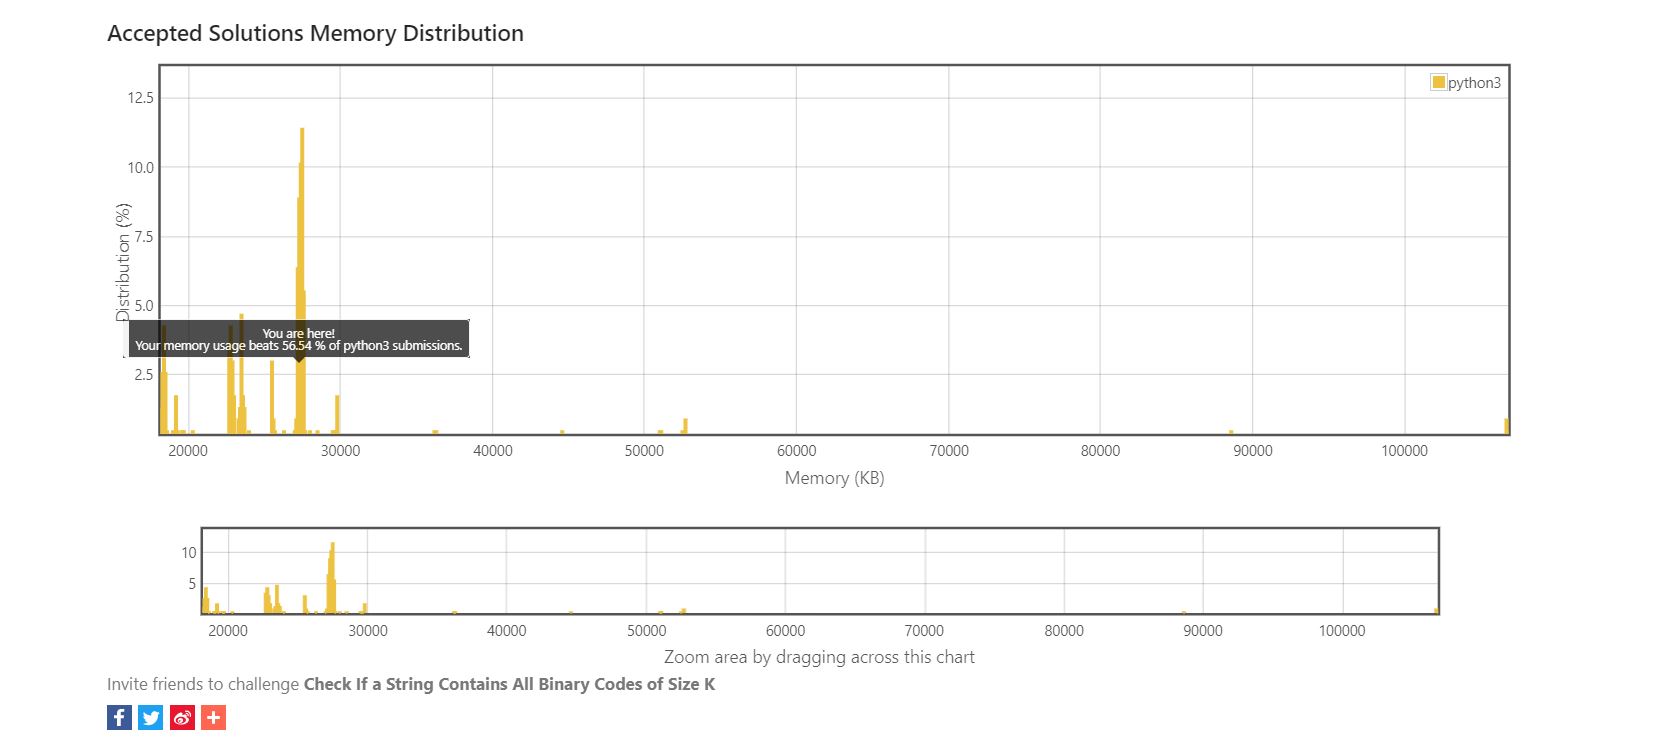 Accepted Solutions Memory Distribution
python3
12.5
10.0
7.5
5.0
2.5
Distribution (%)
You are here!
Your memory usage beats 56.54 % of python3 submissions.
20000 30000 40000 50000 60000 70000 80000 90000 100000
Memory (KB)
10
5
20000 30000 40000 50000 60000 70000 80000 90000 100000
Zoom area by dragging across this chart
Invite friends to challenge Check If a String Contains All Binary Codes of Size K